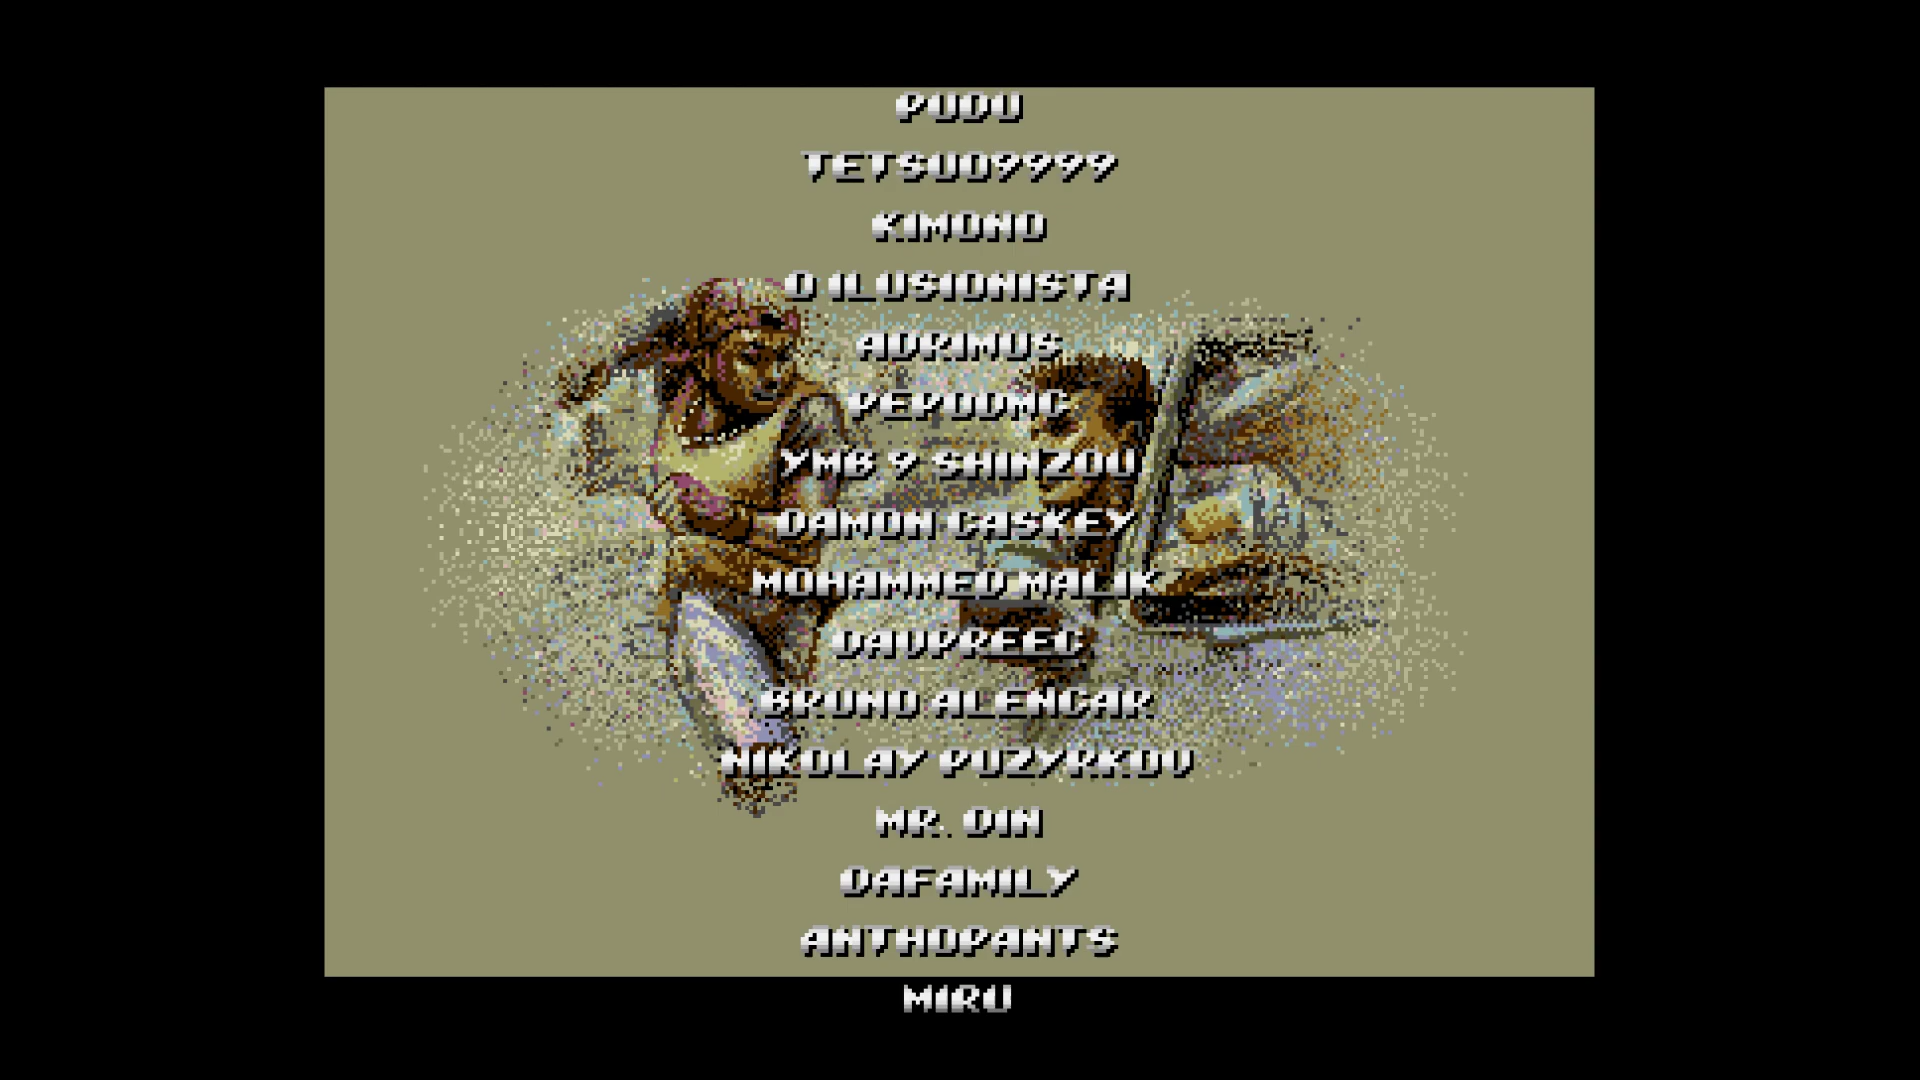 PUDU
TETSUO9999
KIMONO
O ILUSIONISTA
ADRIMUS
PEPODMC
YMB 9 SHINZOU
DAMON CASKEY
MOHAMMED MALIK
DAVPREEC
BRUNO ALENCAR
NIKOLAY PUZYRKOV
MR. DIN
DAFAMILY
ANTHOPANTS
MIRU